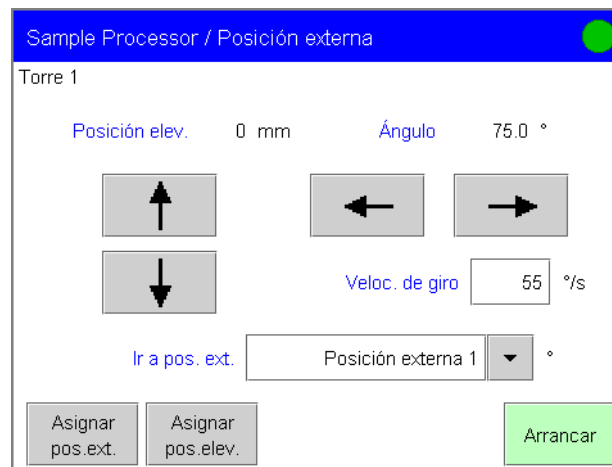 Sample Processor / Posición externa
Torre 1
Posición elev. 0 mm Ángulo 75.0 °
Veloc. de giro 55 °/s
Ir a pos. ext. Posición externa 1 °
Asignar pos.ext.
Asignar pos.elev.
Arrancar